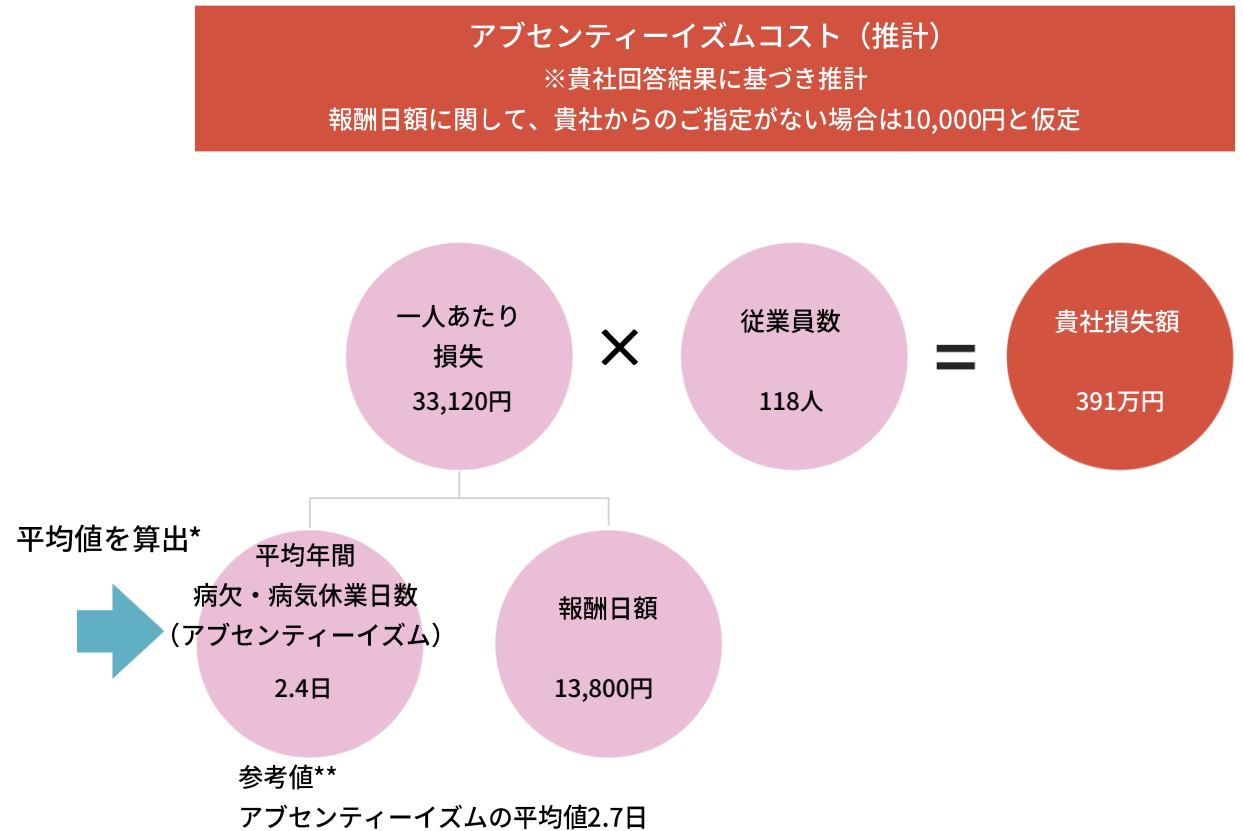 アブセンティーイズムコスト（推計）
※貴社回答結果に基づき推計
報酬日額に関して、貴社からのご指定がない場合は10,000円と仮定
一人あたり
損失
33,120円
×
従業員数
118人
=
貴社損失額
391万円
平均値を算出*
平均年間
病欠・病気休業日数
（アブセンティーイズム）
2.4日
報酬日額
13,800円
参考値**
アブセンティーイズムの平均値2.7日